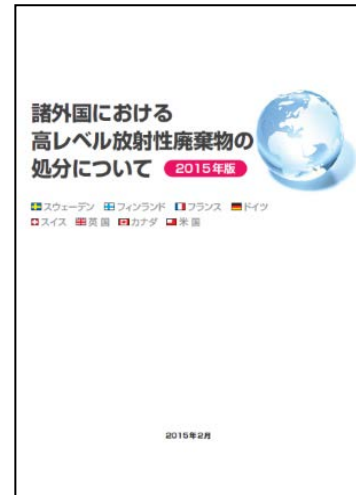 諸外国における
高レベル放射性廃棄物の
処分について 2015年版
スウェーデン フィンランド フランス ドイツ
スイス 英国 カナダ 米国
2015年2月